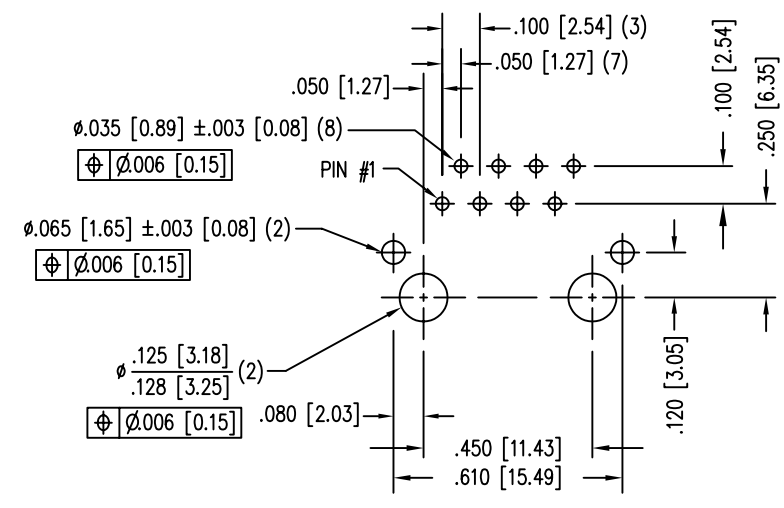 .100 [2.54] (3)
.050 [1.27] (7)
.050 [1.27]
.100 [2.54]
.250 [6.35]
ø.035 [0.89] ±.003 [0.08] (8)
⌖ Ø.006 [0.15]
PIN #1
ø.065 [1.65] ±.003 [0.08] (2)
⌖ Ø.006 [0.15]
ø .125 [3.18]
.128 [3.25] (2)
⌖ Ø.006 [0.15]
.080 [2.03]
.120 [3.05]
.450 [11.43]
.610 [15.49]